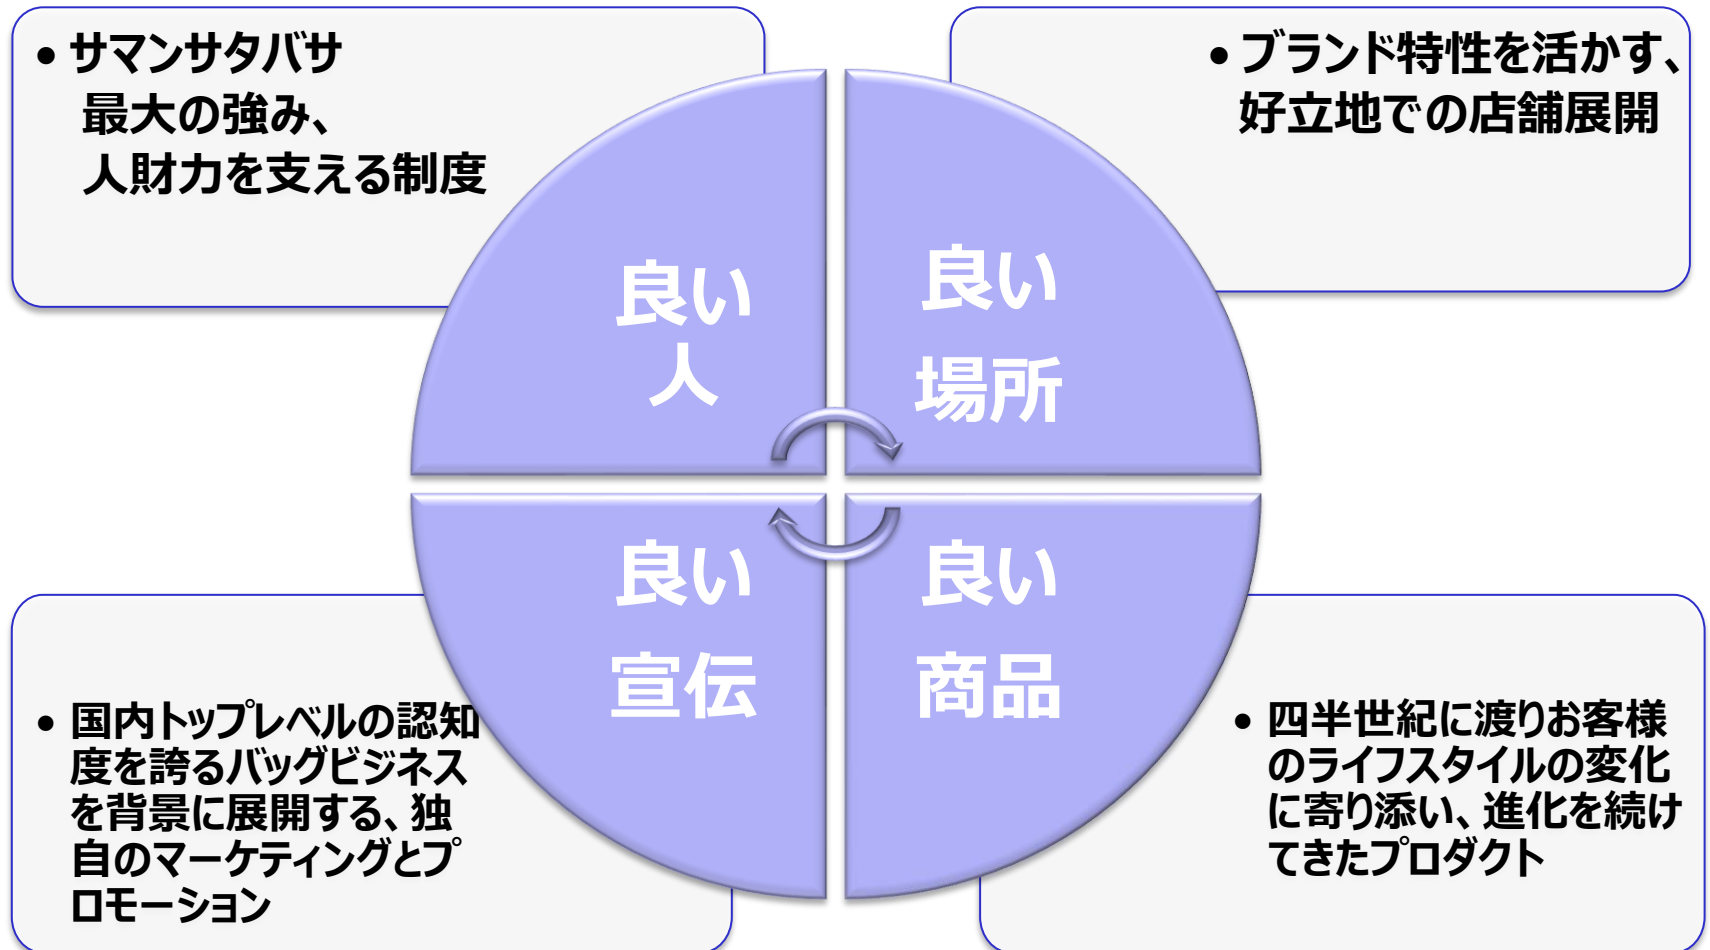 • サマンサタバサ
最大の強み、
人財力を支える制度
• ブランド特性を活かす、
好立地での店舗展開
良い
人
良い
場所
良い
宣伝
良い
商品
• 国内トップレベルの認知
度を誇るバッグビジネス
を背景に展開する、独
自のマーケティングとプ
ロモーション
• 四半世紀に渡りお客様
のライフスタイルの変化
に寄り添い、進化を続け
てきたプロダクト